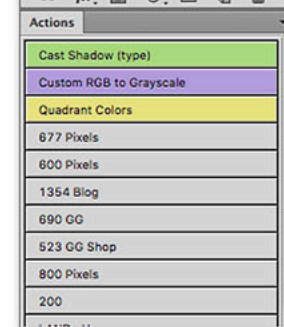 Actions
Cast Shadow (type)
Custom RGB to Grayscale
Quadrant Colors
677 Pixels
600 Pixels
1354 Blog
690 GG
523 GG Shop
800 Pixels
200